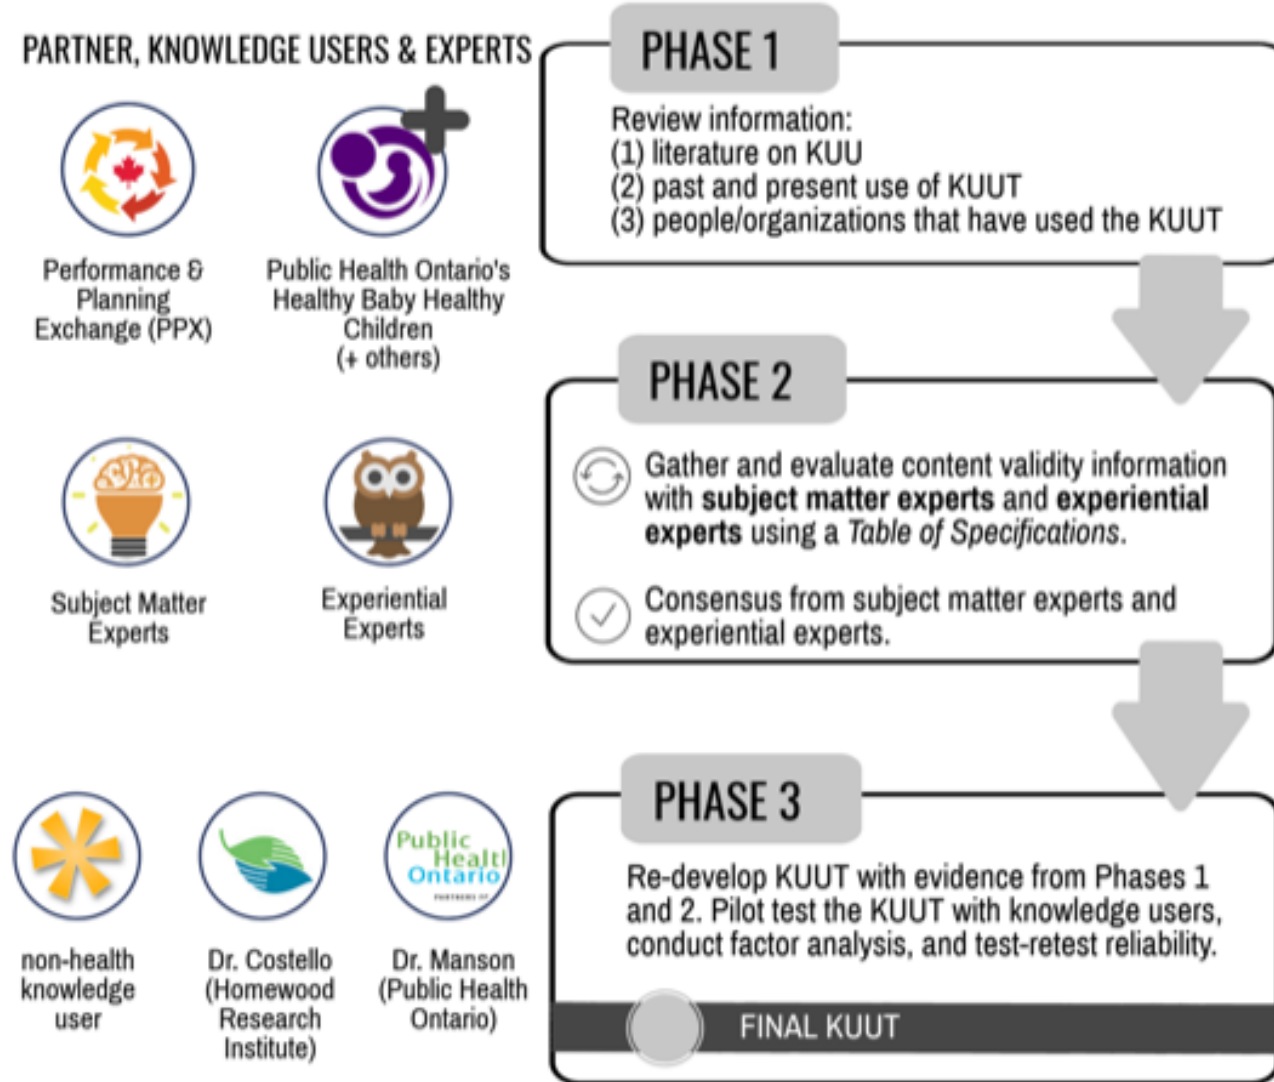 PARTNER, KNOWLEDGE USERS & EXPERTS
Performance &
Planning
Exchange (PPX)
Public Health Ontario's
Healthy Baby Healthy
Children
(+ others)
PHASE 1
Review information:
(1) literature on KUU
(2) past and present use of KUUT
(3) people/organizations that have used the KUUT
Subject Matter
Experts
Experiential
Experts
PHASE 2
Gather and evaluate content validity information
with subject matter experts and experiential
experts using a Table of Specifications.
Consensus from subject matter experts and
experiential experts.
non-health
knowledge
user
Dr. Costello
(Homewood
Research
Institute)
Public
Healtl
Ontario
Dr. Manson
(Public Health
Ontario)
PHASE 3
Re-develop KUUT with evidence from Phases 1
and 2. Pilot test the KUUT with knowledge users,
conduct factor analysis, and test-retest reliability.
FINAL KUUT